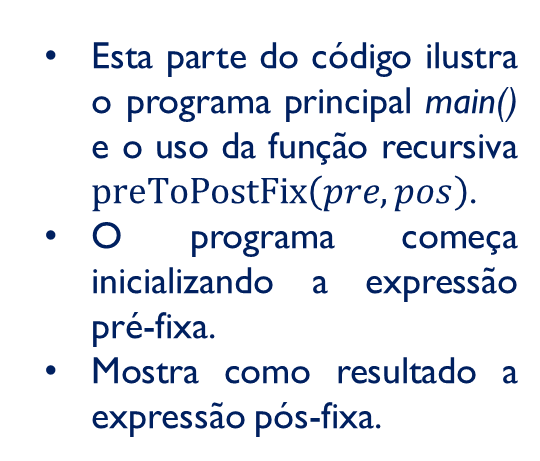 • Esta parte do código ilustra
o programa principal main()
e o uso da função recursiva
preToPostFix(pre, pos).
• O programa começa
inicializando a expressão
pré-fixa.
• Mostra como resultado a
expressão pós-fixa.